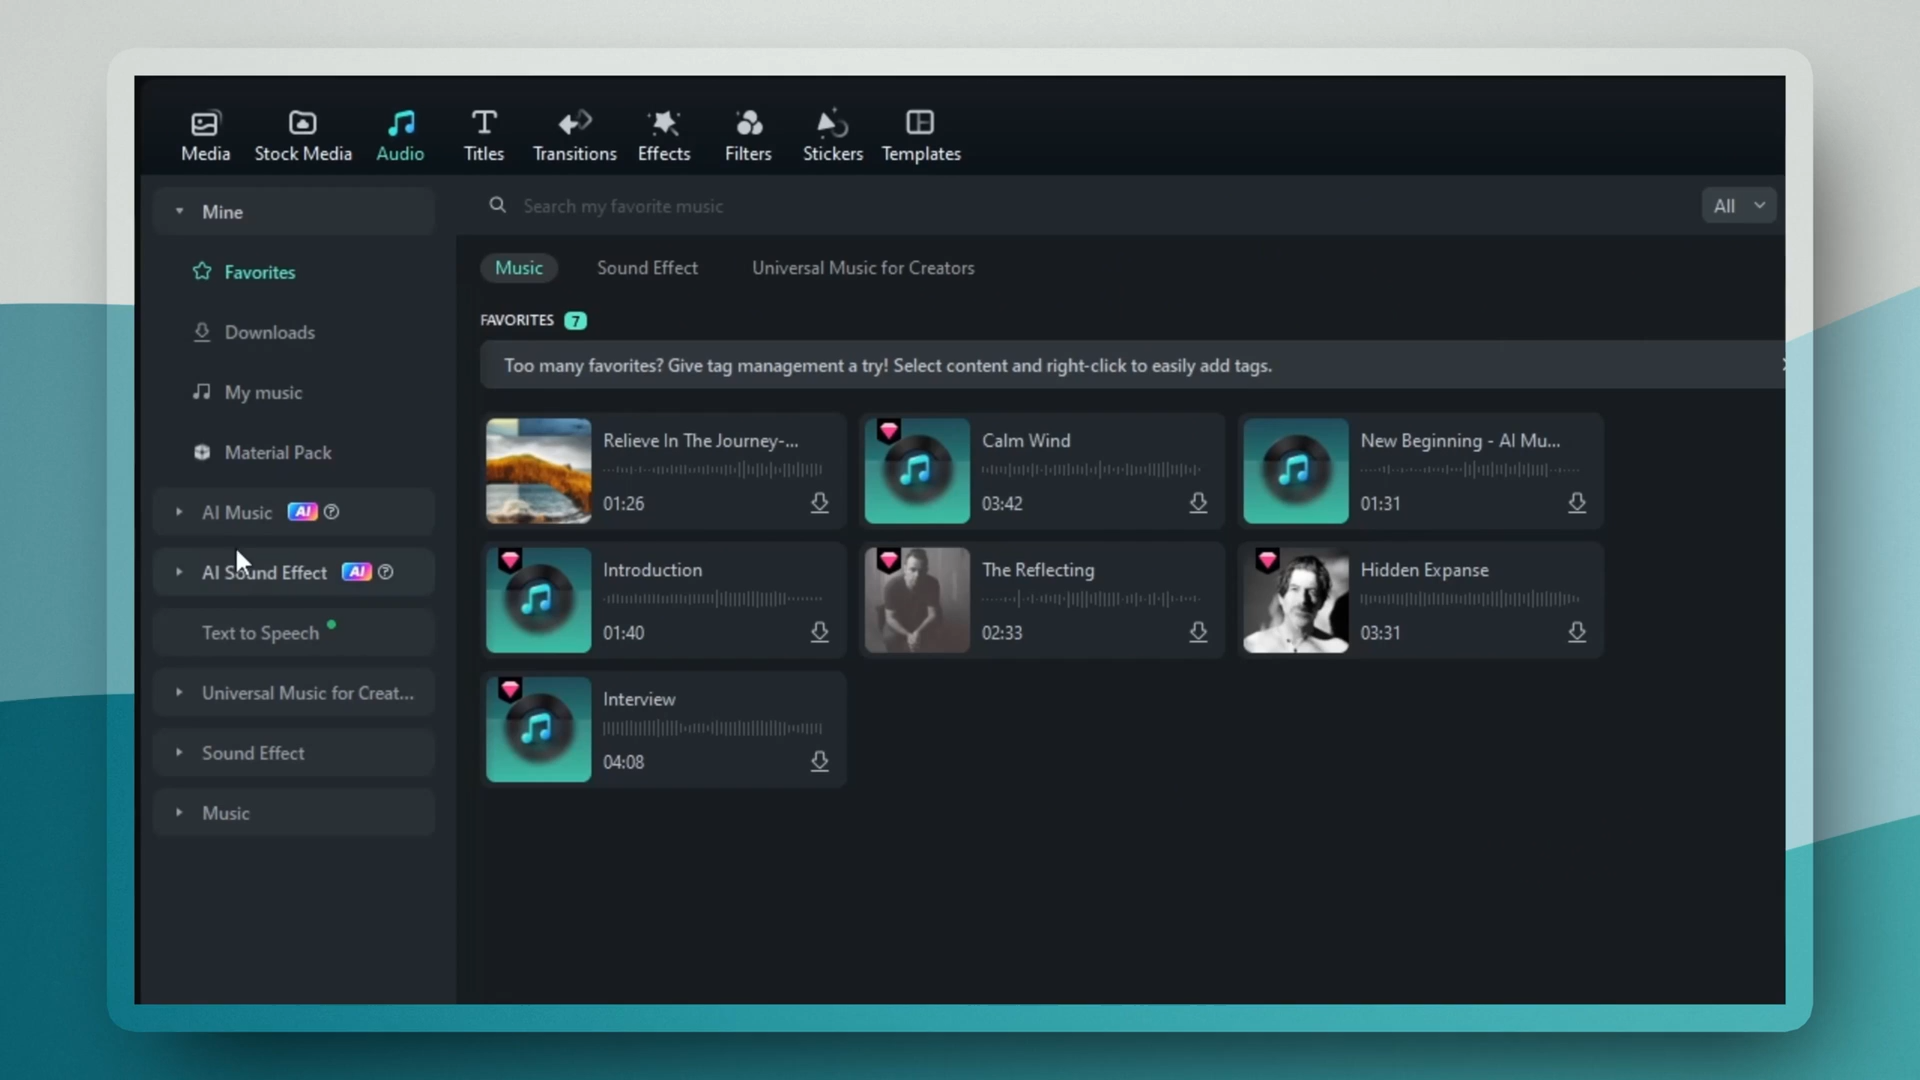 Media Stock Media Audio Titles Transitions Effects Filters Stickers Templates
Mine
Favorites
Downloads
My music
Material Pack
AI Music AI
AI Sound Effect AI
Text to Speech
Universal Music for Creat...
Sound Effect
Music
Search my favorite music
All
Music Sound Effect Universal Music for Creators
FAVORITES 7
Too many favorites? Give tag management a try! Select content and right-click to easily add tags.
Relieve In The Journey-...
01:26
Calm Wind
03:42
New Beginning - AI Mu...
01:31
Introduction
01:40
The Reflecting
02:33
Hidden Expanse
03:31
Interview
04:08